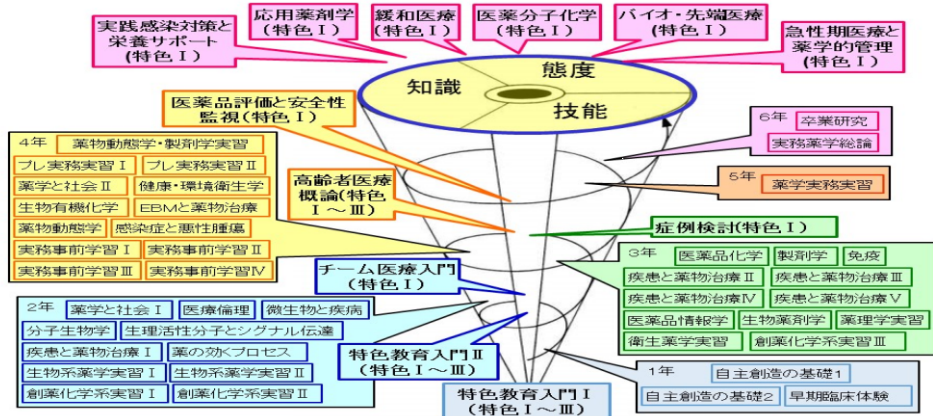 実践感染対策と
栄養サポート
(特色Ⅰ)
応用薬剤学
(特色Ⅰ)
緩和医療
(特色Ⅰ)
医薬分子化学
(特色Ⅰ)
バイオ・先端医療
(特色Ⅰ)
急性期医療と
薬学的管理
(特色Ⅰ)
知識
態度
技能
医薬品評価と安全性
監視(特色Ⅰ)
高齢者医療
概論(特色
Ⅰ～Ⅲ)
チーム医療入門
(特色Ⅰ)
特色教育入門Ⅱ
(特色Ⅰ～Ⅲ)
特色教育入門Ⅰ
(特色Ⅰ～Ⅲ)
症例検討(特色Ⅰ)
6年 卒業研究
実務薬学総論
5年 薬学実務実習
4年 薬物動態学・製剤学実習
プレ実務実習Ⅰ プレ実務実習Ⅱ
薬学と社会Ⅱ 健康・環境衛生学
生物有機化学 EBMと薬物治療
薬物動態学 感染症と悪性腫瘍
実務事前学習Ⅰ 実務事前学習Ⅱ
実務事前学習Ⅲ 実務事前学習Ⅳ
3年 医薬品化学 製剤学 免疫
疾患と薬物治療Ⅱ 疾患と薬物治療Ⅲ
疾患と薬物治療Ⅳ 疾患と薬物治療Ⅴ
医薬品情報学 生物薬剤学 薬理学実習
衛生薬学実習 創薬化学系実習Ⅲ
2年 薬学と社会Ⅰ 医療倫理 微生物と疾病
分子生物学 生理活性分子とシグナル伝達
疾患と薬物治療Ⅰ 薬の効くプロセス
生物系薬学実習Ⅰ 生物系薬学実習Ⅱ
創薬化学系実習Ⅰ 創薬化学系実習Ⅱ
1年 自主創造の基礎1
自主創造の基礎2 早期臨床体験